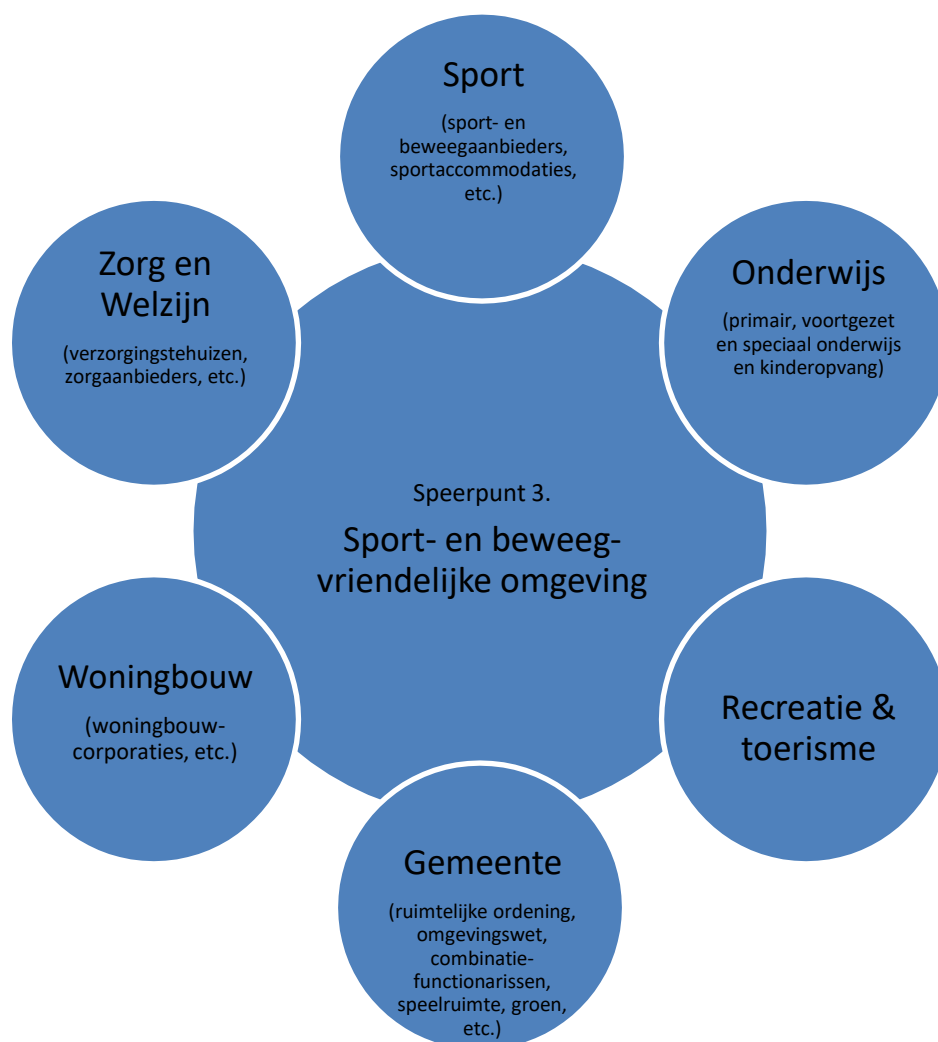 Sport
(sport- en
beweegaanbieders,
sportaccommodaties,
etc.)
Onderwijs
(primair, voortgezet
en speciaal onderwijs
en kinderopvang)
Recreatie &
toerisme
Gemeente
(ruimtelijke ordening,
omgevingswet,
combinatie-
functionarissen,
speelruimte, groen,
etc.)
Woningbouw
(woningbouw-
corporaties, etc.)
Zorg en
Welzijn
(verzorgingstehuizen,
zorgaanbieders, etc.)
Speerpunt 3.
Sport- en beweeg-
vriendelijke omgeving